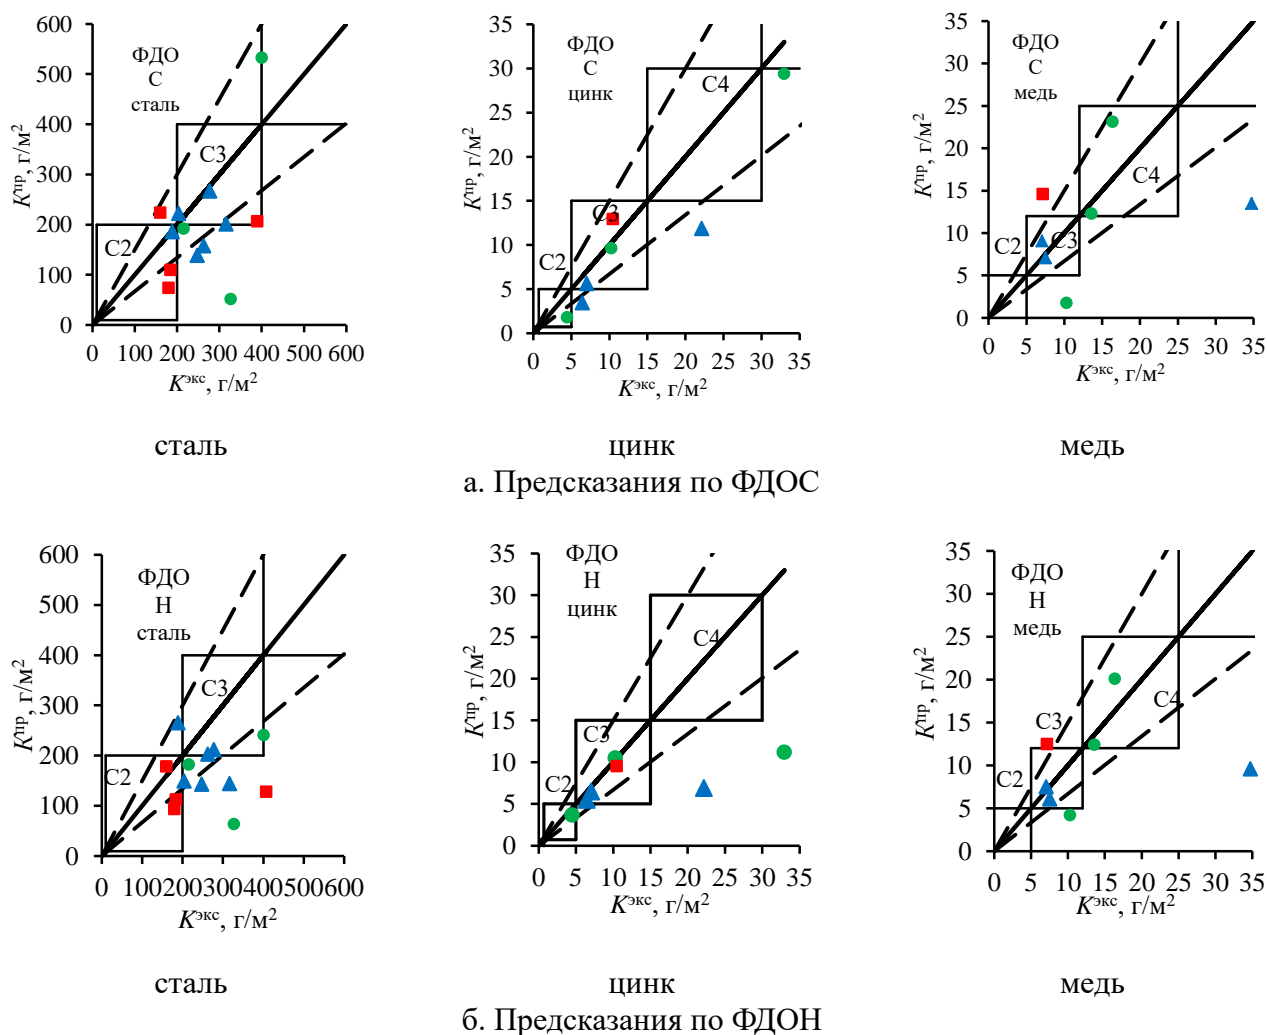 600
500
400
300
200
100
0
ФДО
С
сталь
С3
С2
0 100 200 300 400 500 600
Kпр, г/м2
Kэкс, г/м2
35
30
25
20
15
10
5
0
ФДО
С
цинк
С4
С3
С2
0 5 10 15 20 25 30 35
Kпр, г/м2
Kэкс, г/м2
35
30
25
20
15
10
5
0
ФДО
С
медь
С4
С2
С3
0 5 10 15 20 25 30 35
Kпр, г/м2
Kэкс, г/м2
сталь цинк медь
а. Предсказания по ФДОС
600
500
400
300
200
100
0
ФДО
Н
сталь
С3
С2
0 100200300400500600
Kпр, г/м2
Kэкс, г/м2
35
30
25
20
15
10
5
0
ФДО
Н
цинк
С4
С3
С2
0 5 10 15 20 25 30 35
Kпр, г/м2
Kэкс, г/м2
35
30
25
20
15
10
5
0
ФДО
Н
медь
С3
С4
С2
0 5 10 15 20 25 30 35
Kпр, г/м2
Kэкс, г/м2
сталь цинк медь
б. Предсказания по ФДОН